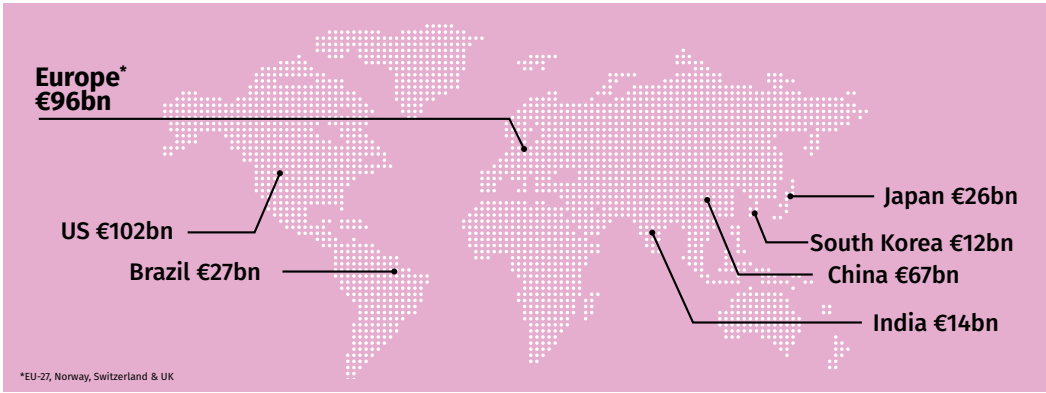 Europe*
€96bn
US €102bn
Brazil €27bn
Japan €26bn
South Korea €12bn
China €67bn
India €14bn
*EU-27, Norway, Switzerland & UK